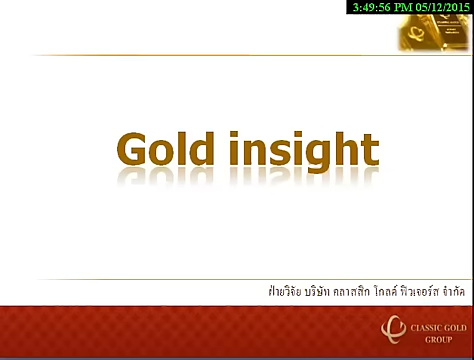 3:49:56 PM 05/12/2015
Gold insight
ฝ่ายวิจัย บริษัท คลาสสิก โกลด์ ฟิวเจอร์ส จำกัด
CLASSIC GOLD
GROUP